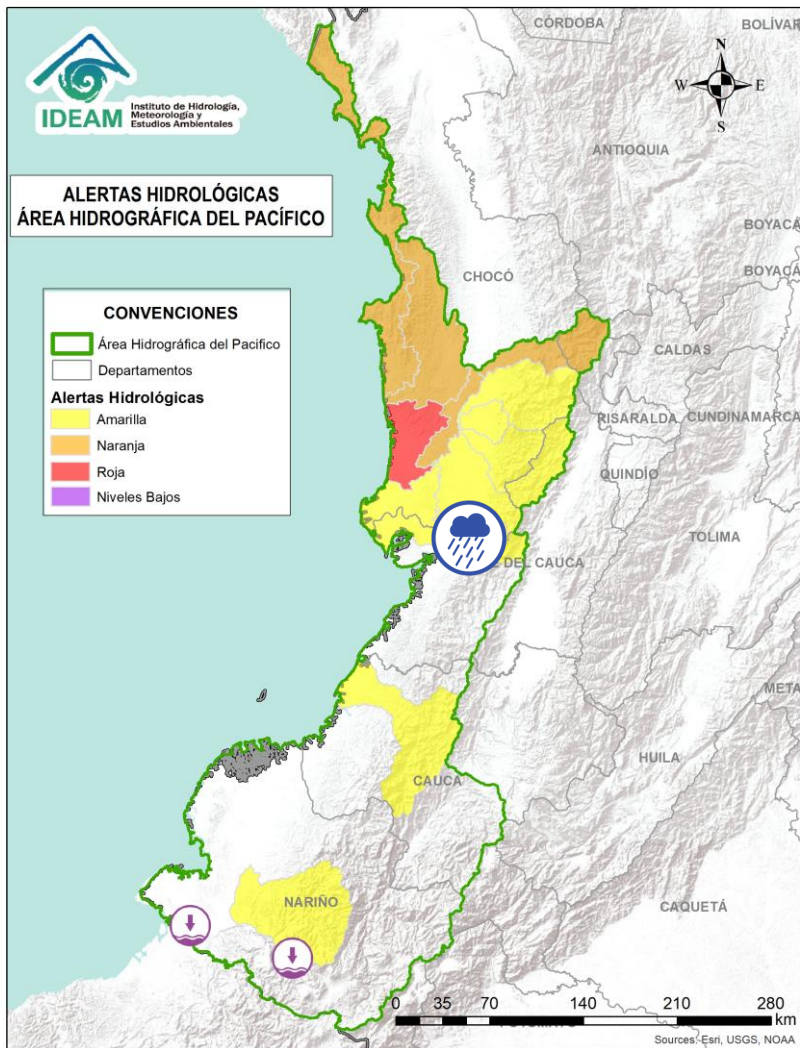 CÓRDOBA
BOLÍVAR
N
W
E
S
IDEAM
Instituto de Hidrología,
Meteorología y
Estudios Ambientales
ANTIOQUIA
ALERTAS HIDROLÓGICAS
ÁREA HIDROGRÁFICA DEL PACÍFICO
BOYACÁ
BOYACÁ
CHOCÓ
CONVENCIONES
Área Hidrográfica del Pacifico
Departamentos
Alertas Hidrológicas
Amarilla
Naranja
Roja
Niveles Bajos
CALDAS
RISARALDA
CUNDINAMARCA
QUINDÍO
TOLIMA
DEL CAUCA
META
HUILA
CAUCA
NARIÑO
CAQUETÁ
0 35 70 140 210 280
km
Sources: Esri, USGS, NOAA